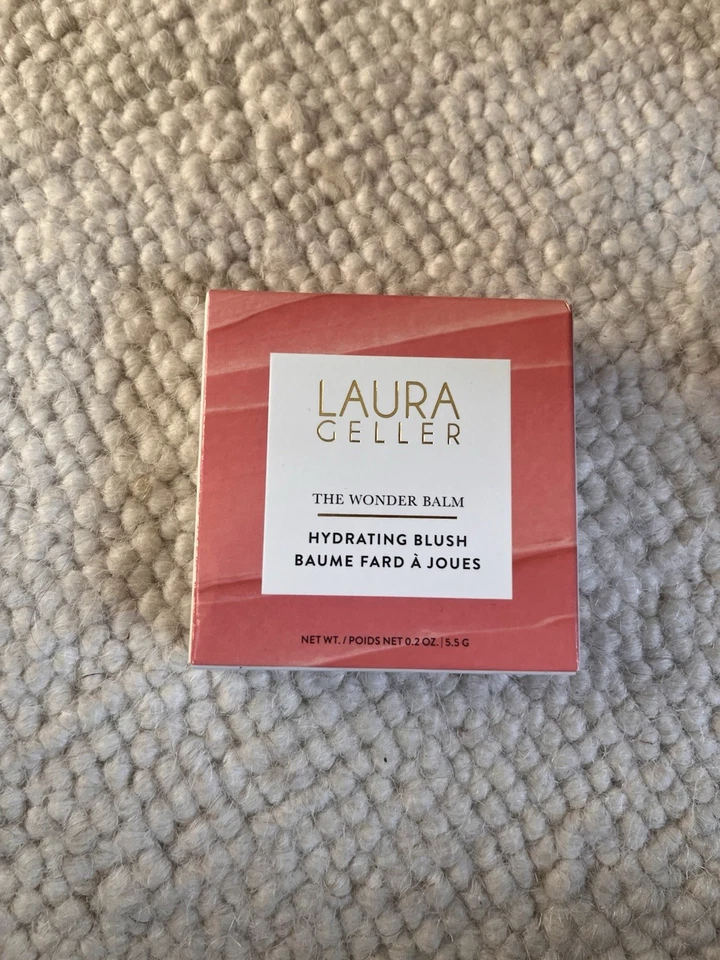 LAURA
GELLER
THE WONDER BALM
HYDRATING BLUSH
BAUME FARD À JOUES
NET WT. / POIDS NET 0.2 OZ. | 5.5 G